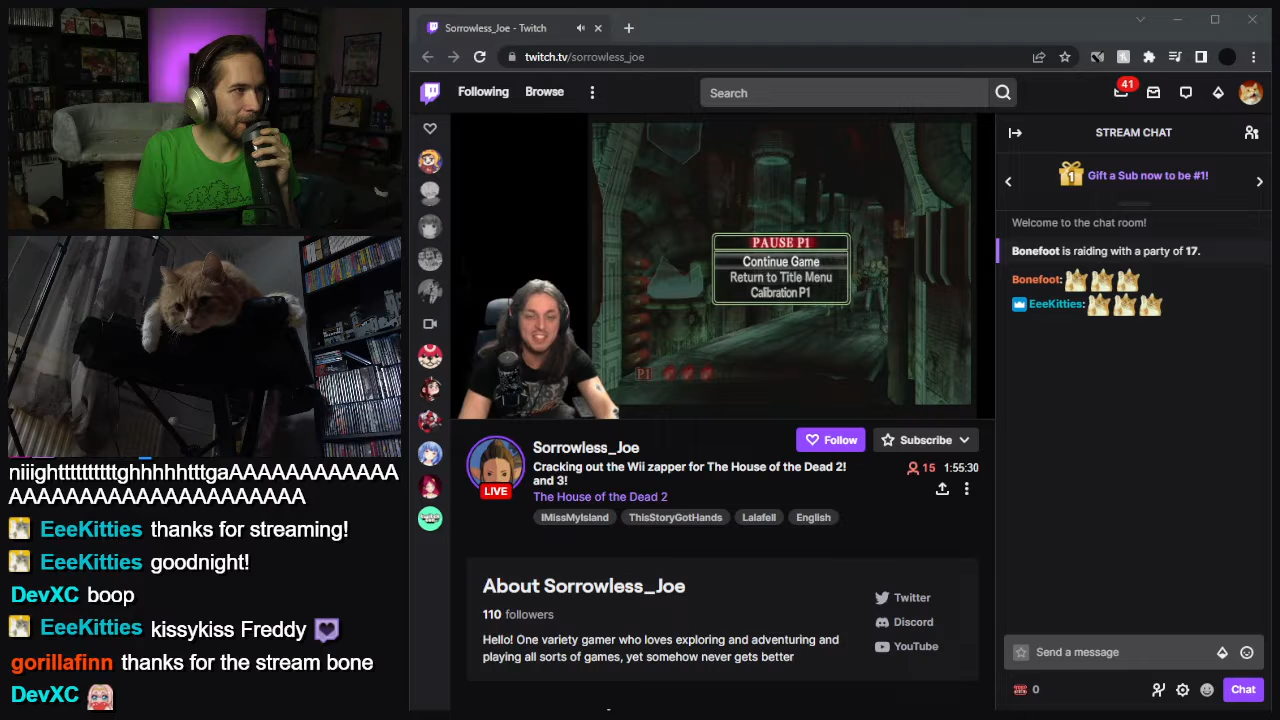 Sorrowless_Joe - Twitch
twitch.tv/sorrowless_joe
Following
Browse
Search
41
STREAM CHAT
1
Gift a Sub now to be #1!
Welcome to the chat room!
Bonefoot is raiding with a party of 17.
Bonefoot:
EeeKitties:
PAUSE P1
Continue Game
Return to Title Menu
Calibration P1
P1
Sorrowless_Joe
Follow
Subscribe
Cracking out the Wii zapper for The House of the Dead 2!
and 3!
15
1:55:30
The House of the Dead 2
IMissMyIsland
ThisStoryGotHands
Lalafell
English
LIVE
About Sorrowless_Joe
110 followers
Hello! One variety gamer who loves exploring and adventuring and
playing all sorts of games, yet somehow never gets better
Twitter
Discord
YouTube
Send a message
0
Chat
niiighttttttttttghhhhhtttgaAAAAAAAAAAAA
AAAAAAAAAAAAAAAAAAAAAA
EeeKitties thanks for streaming!
EeeKitties goodnight!
DevXC boop
EeeKitties kissykiss Freddy
gorillafinn thanks for the stream bone
DevXC